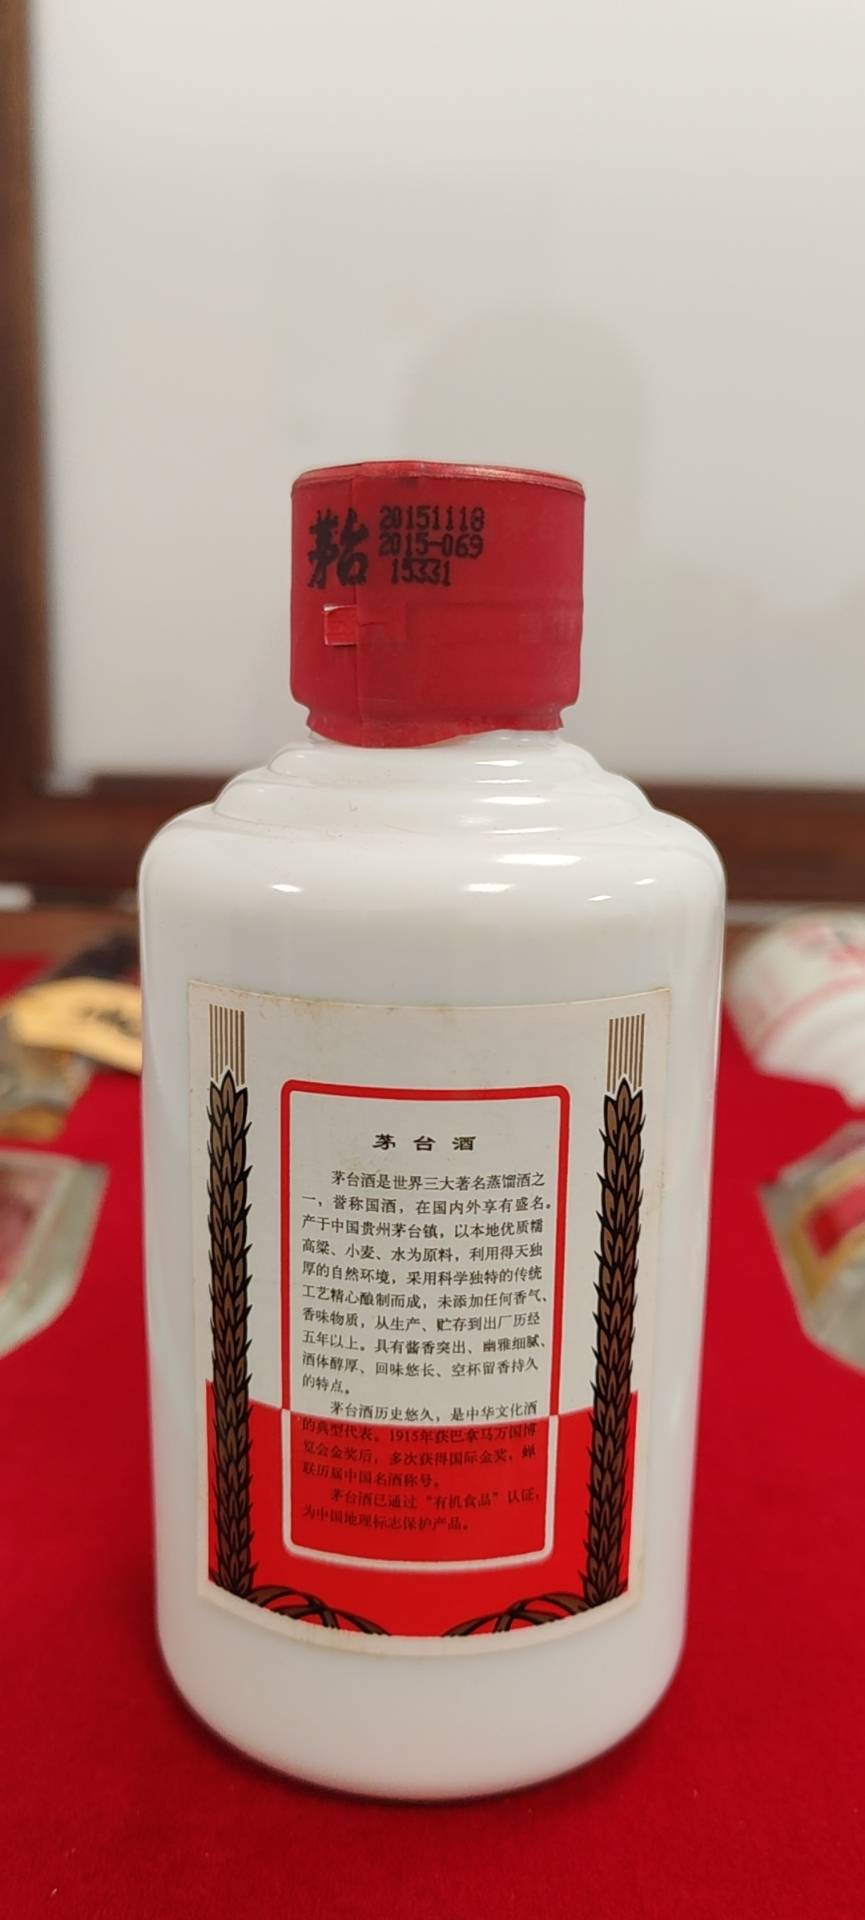 茅台
20151118
2015-069
15331
茅台酒
茅台酒是世界三大著名蒸馏酒之
一，誉称国酒，在国内外享有盛名。
产于中国贵州茅台镇，以本地优质糯
高粱、小麦、水为原料，利用得天独
厚的自然环境，采用科学独特的传统
工艺精心酿制而成，未添加任何香气、
香味物质，从生产、贮存到出厂历经
五年以上。具有酱香突出、幽雅细腻、
酒体醇厚、回味悠长、空杯留香持久
的特点。
茅台酒历史悠久，是中华文化酒
的典型代表。1915年获巴拿马万国博
览会金奖后，多次获得国际金奖，蝉
联历届中国名酒称号。
茅台酒已通过“有机食品”认证，
为中国地理标志保护产品。